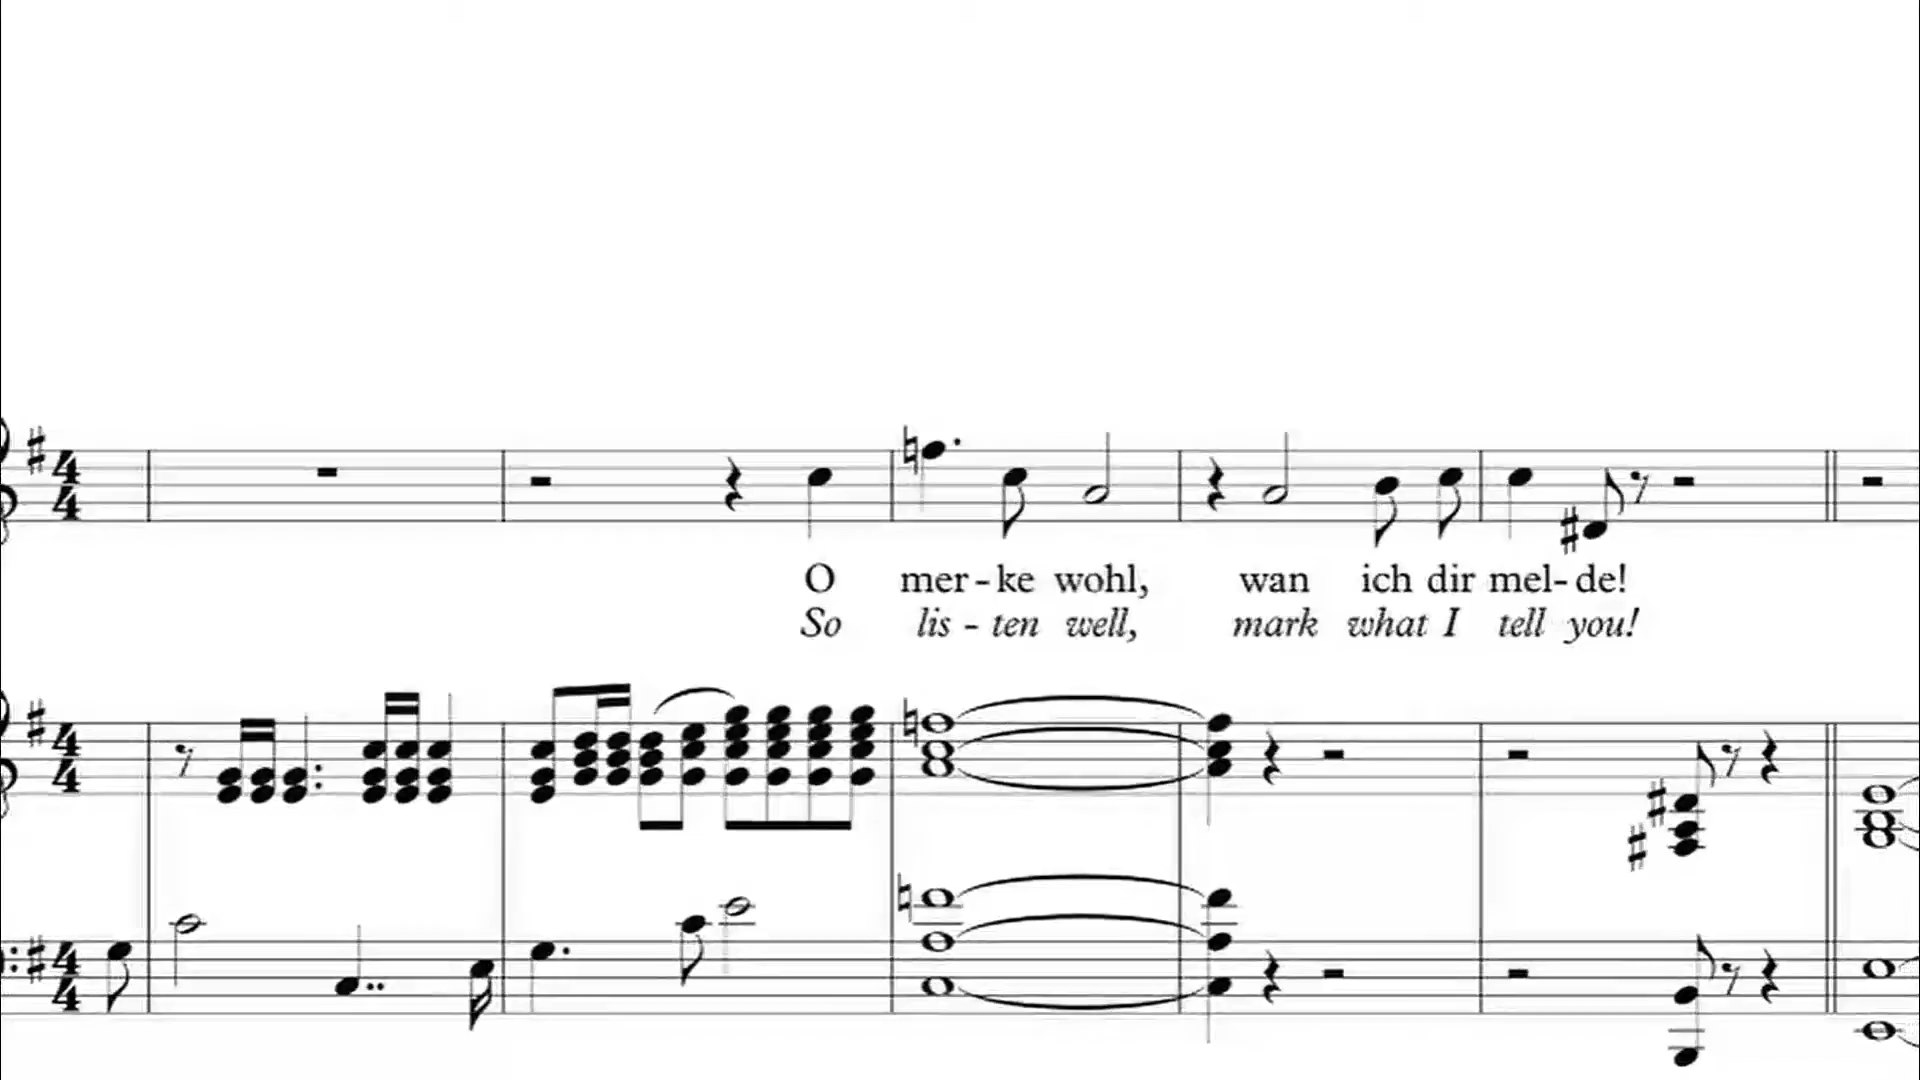 O mer-ke wohl, wan ich dir mel-de!
So lis-ten well, mark what I tell you!